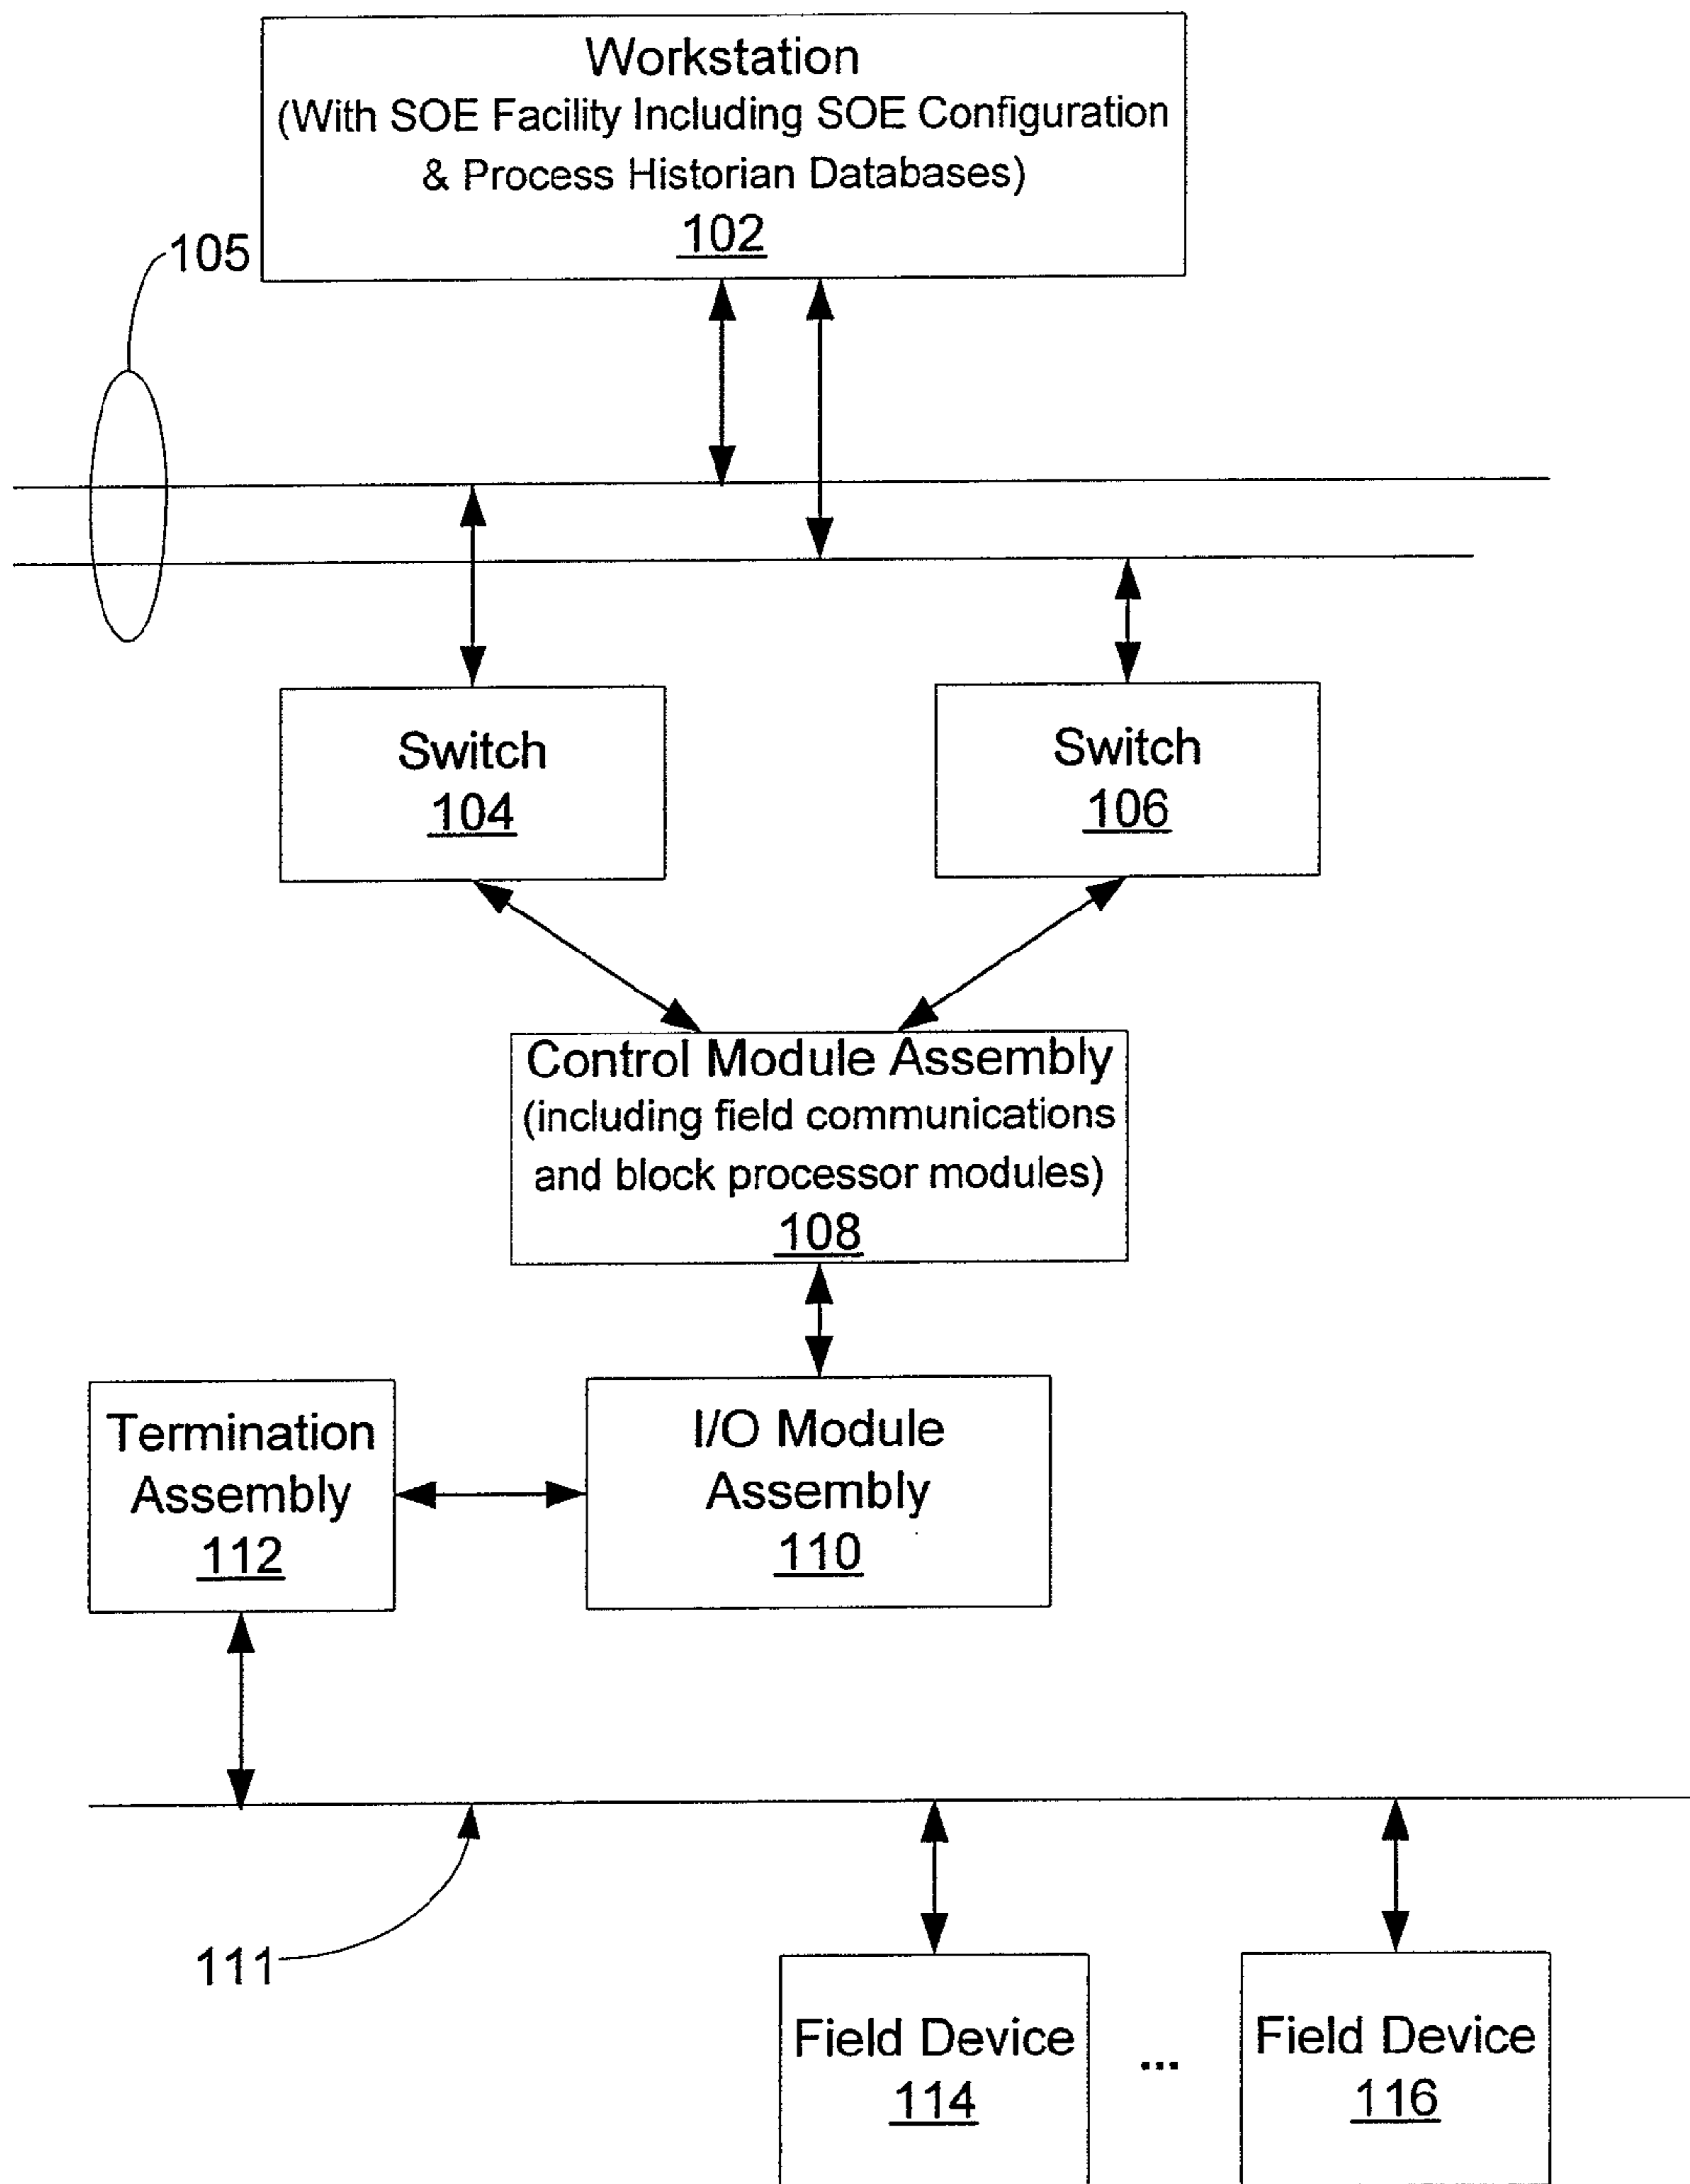 Workstation
(With SOE Facility Including SOE Configuration
& Process Historian Databases)
102
105
Switch
104
Switch
106
Control Module Assembly
(including field communications
and block processor modules)
108
Termination
Assembly
112
I/O Module
Assembly
110
111
Field Device
114
...
Field Device
116